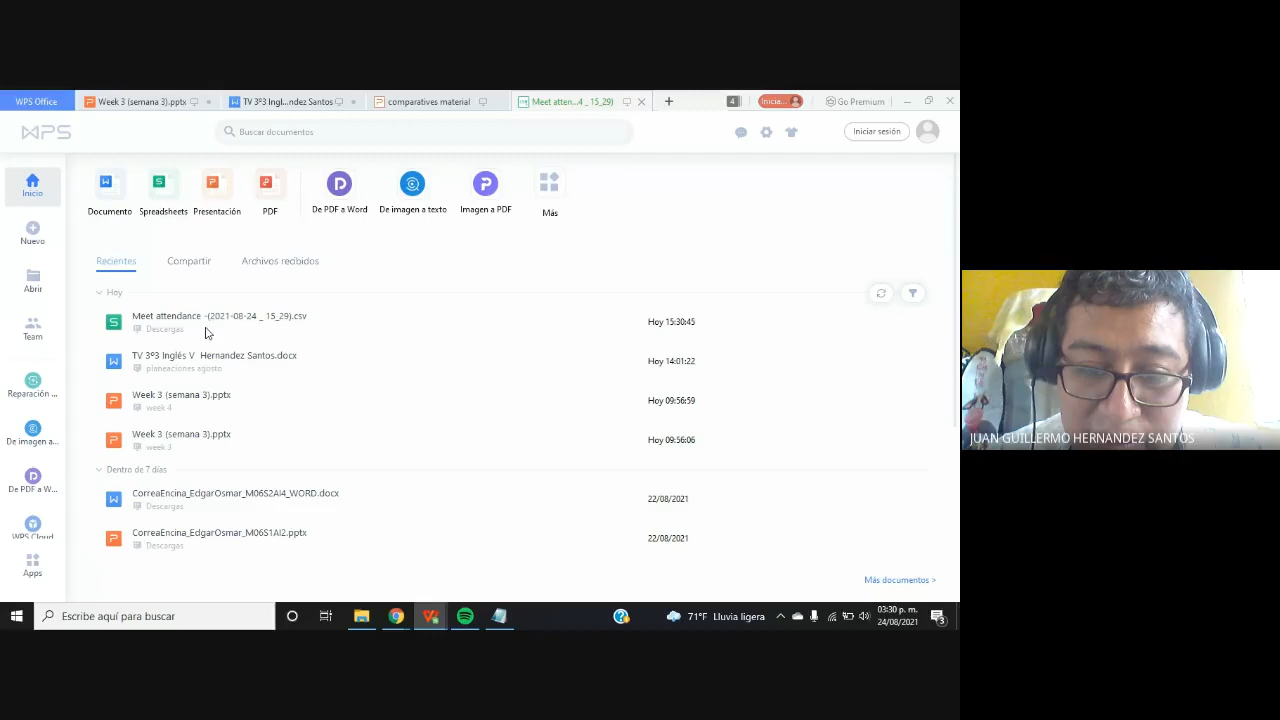 WPS Office
Week 3 (semana 3).pptx
TV 3º3 Ingl...ndez Santos
comparatives material
Meet atten...4 _ 15_29)
4
Inicia...
Go Premium
WPS
Buscar documentos
Iniciar sesión
Inicio
Nuevo
Abrir
Team
Reparación ...
De imagen a...
De PDF a W...
WPS Cloud
Apps
Documento
Spreadsheets
Presentación
PDF
De PDF a Word
De imagen a texto
Imagen a PDF
Más
Recientes
Compartir
Archivos recibidos
Hoy
Meet attendance -(2021-08-24 _ 15_29).csv
Descargas
Hoy 15:30:45
TV 3º3 Inglés V Hernandez Santos.docx
planeaciones agosto
Hoy 14:01:22
Week 3 (semana 3).pptx
week 4
Hoy 09:56:59
Week 3 (semana 3).pptx
week 3
Hoy 09:56:06
Dentro de 7 días
CorreaEncina_EdgarOsmar_M06S2AI4_WORD.docx
Descargas
22/08/2021
CorreaEncina_EdgarOsmar_M06S1AI2.pptx
Descargas
22/08/2021
Más documentos >
JUAN GUILLERMO HERNANDEZ SANTOS
Escribe aquí para buscar
71°F Lluvia ligera
03:30 p. m.
24/08/2021
3